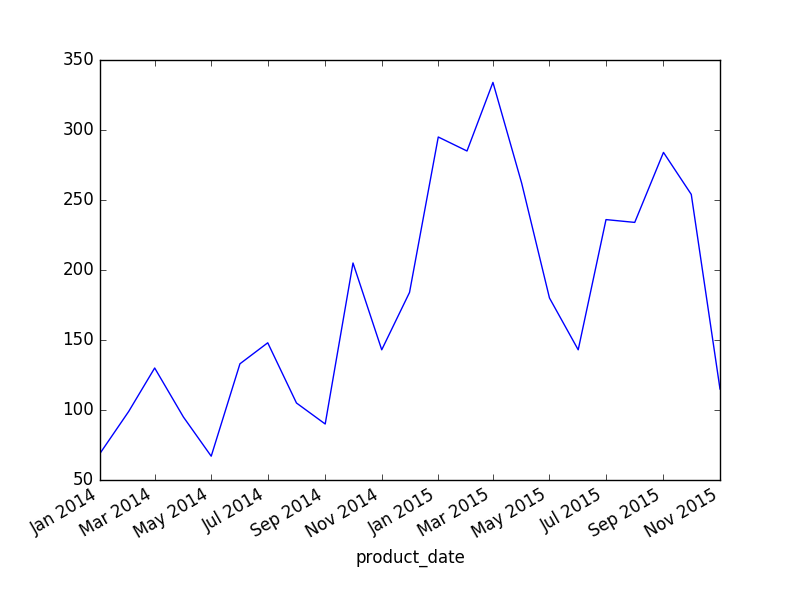 350
300
250
200
150
100
50
Jan 2014
Mar 2014
May 2014
Jul 2014
Sep 2014
Nov 2014
Jan 2015
Mar 2015
May 2015
Jul 2015
Sep 2015
Nov 2015
product_date